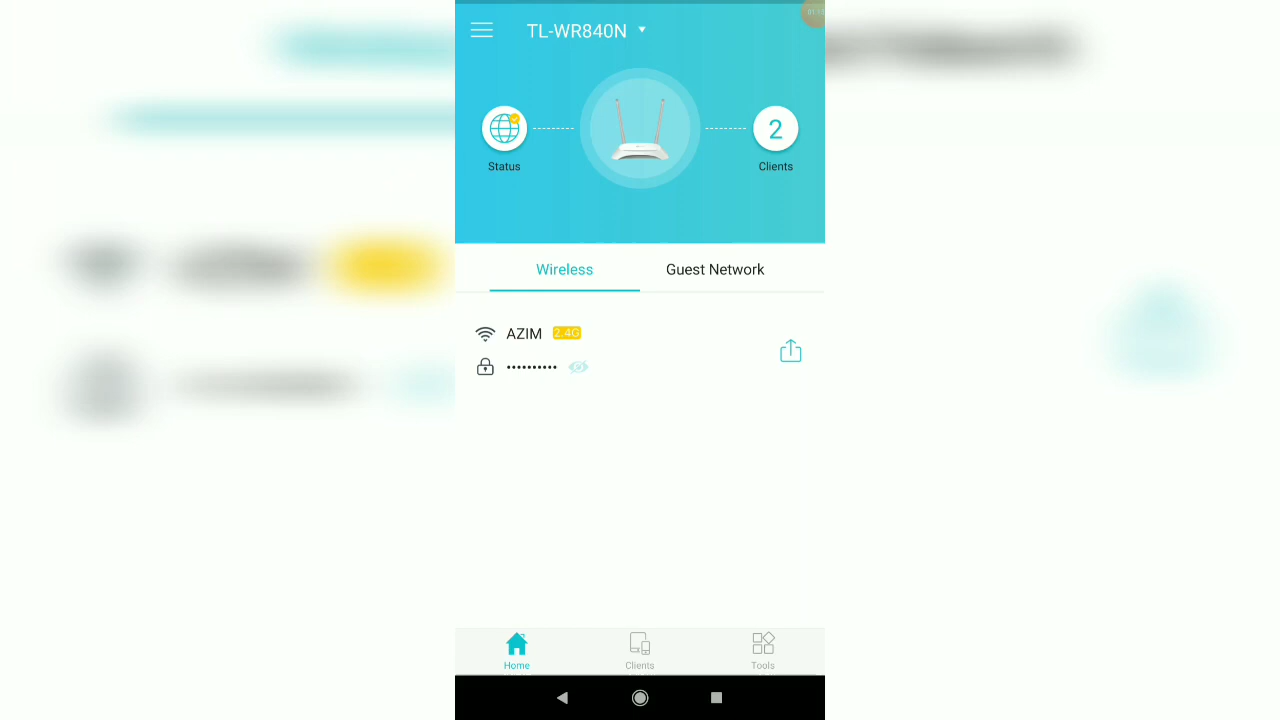 TL-WR840N
2
Status
Clients
Wireless
Guest Network
AZIM 2.4G
••••••••••
Home
Clients
Tools